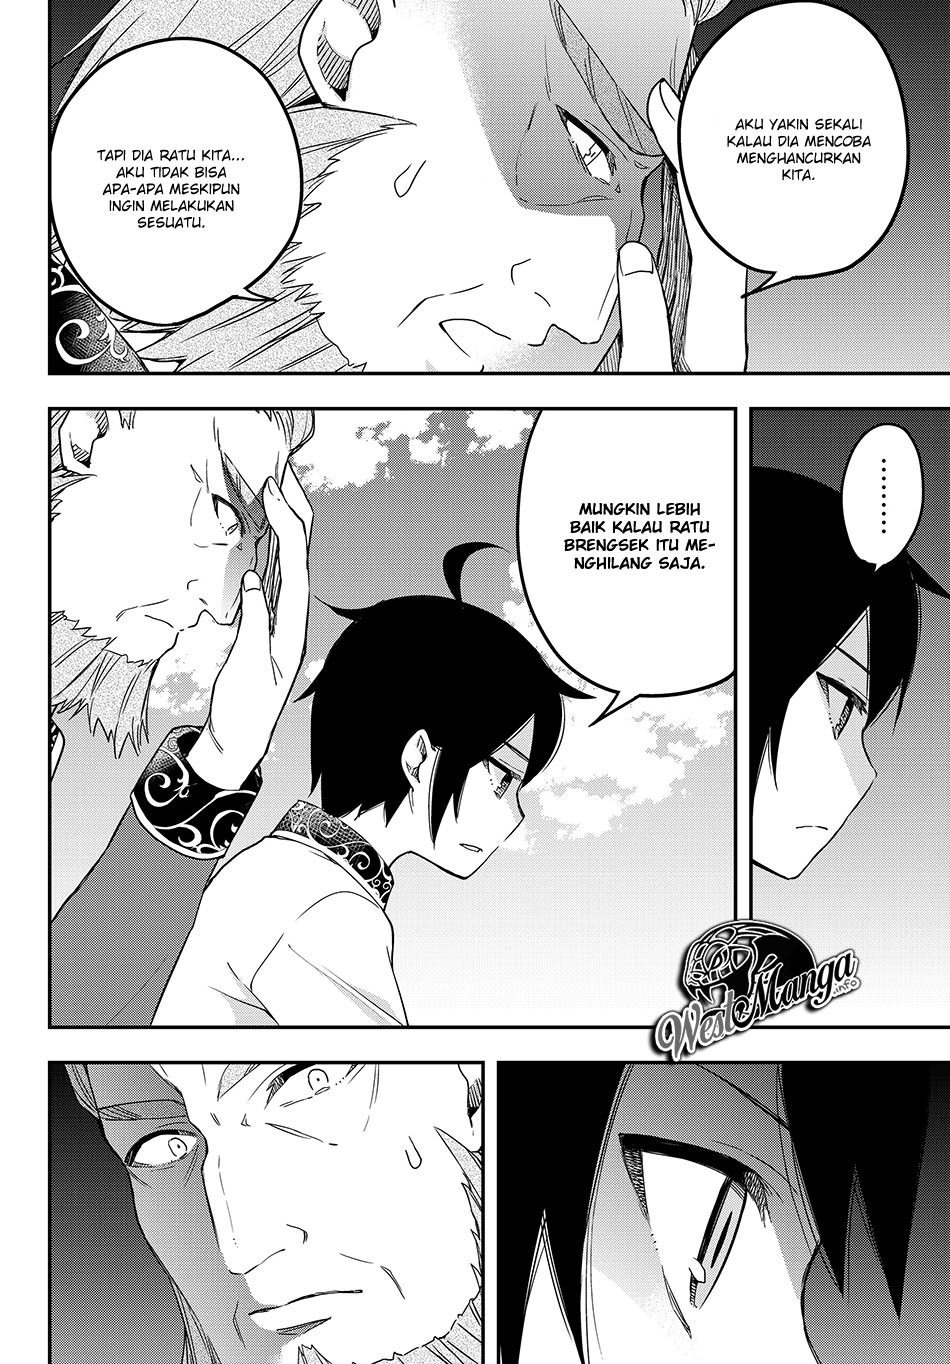 AKU YAKIN SEKALI
KALAU DIA MENCOBA
MENGHANCURKAN
KITA.
TAPI DIA RATU KITA...
AKU TIDAK BISA
APA-APA MESKIPUN
INGIN MELAKUKAN
SESUATU.
.........
MUNGKIN LEBIH
BAIK KALAU RATU
BRENGSEK ITU ME-
NGHILANG SAJA.
WestManga
.info